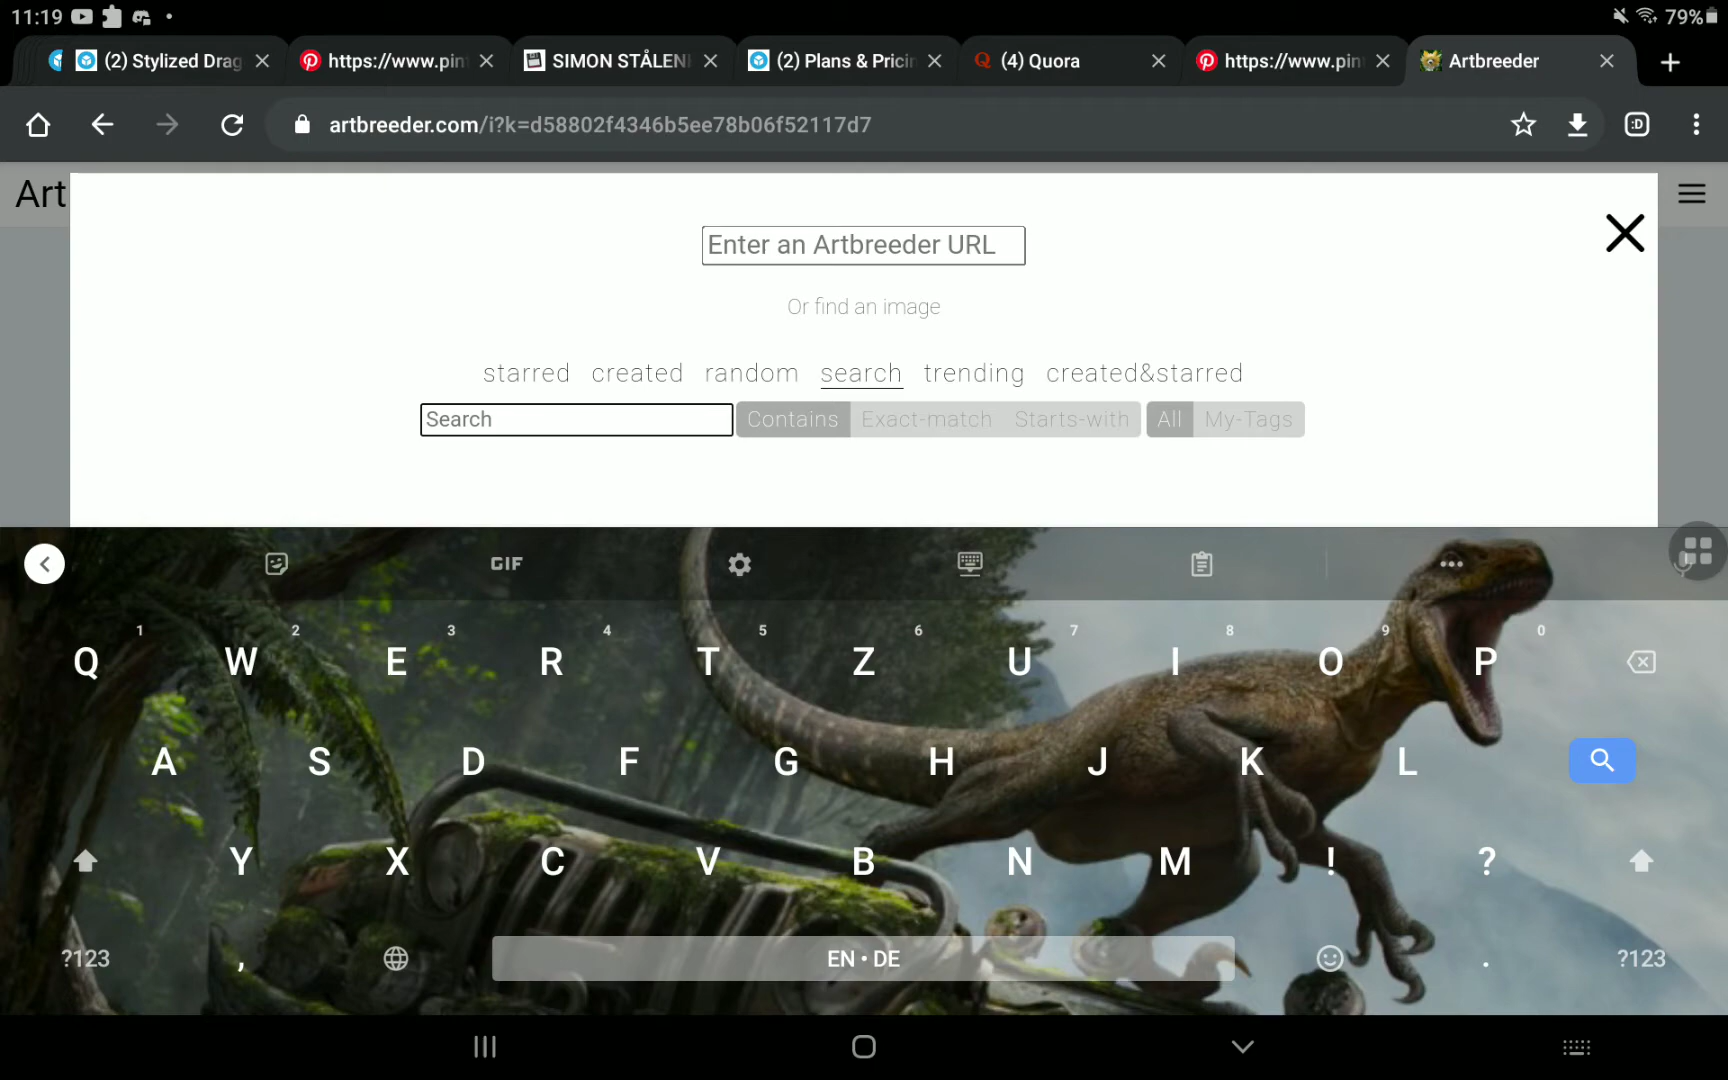 11:19 79%
(2) Stylized Drag https://www.pin SIMON STÅLEN (2) Plans & Pricin (4) Quora https://www.pin Artbreeder
artbreeder.com/i?k=d58802f4346b5ee78b06f52117d7 :D
Art
Enter an Artbreeder URL
Or find an image
starred created random search trending created&starred
Search Contains Exact-match Starts-with All My-Tags
GIF
1 2 3 4 5 6 7 8 9 0
Q W E R T Z U I O P
A S D F G H J K L
Y X C V B N M ! ?
?123 , EN • DE . ?123